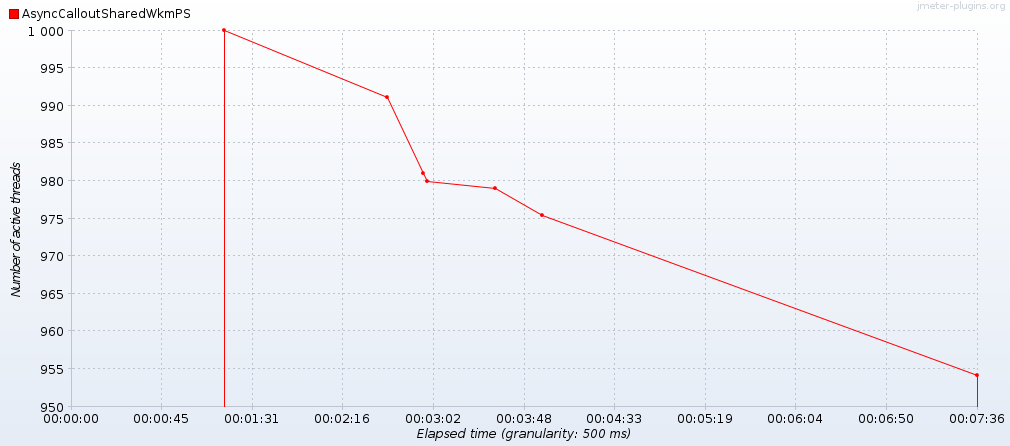 jmeter-plugins.org
AsyncCalloutSharedWkmPS
1 000
995
990
985
980
975
970
965
960
955
950
Number of active threads
00:00:00 00:00:45 00:01:31 00:02:16 00:03:02 00:03:48 00:04:33 00:05:19 00:06:04 00:06:50 00:07:36
Elapsed time (granularity: 500 ms)